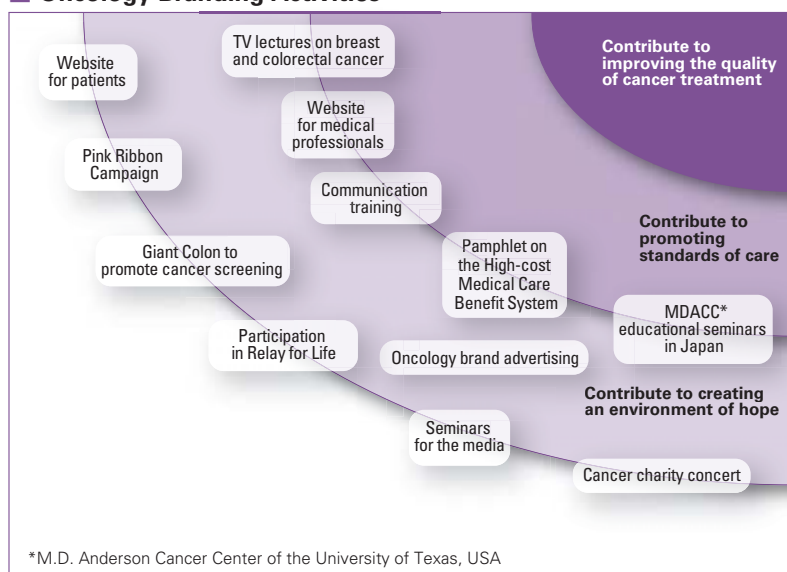 Oncology Branding Activities
Website
for patients
TV lectures on breast
and colorectal cancer
Contribute to
improving the quality
of cancer treatment
Website
for medical
professionals
Pink Ribbon
Campaign
Communication
training
Contribute to
promoting
standards of care
Giant Colon to
promote cancer screening
Pamphlet on
the High-cost
Medical Care
Benefit System
MDACC*
educational seminars
in Japan
Participation
in Relay for Life
Oncology brand advertising
Contribute to creating
an environment of hope
Seminars
for the media
Cancer charity concert
*M.D. Anderson Cancer Center of the University of Texas, USA